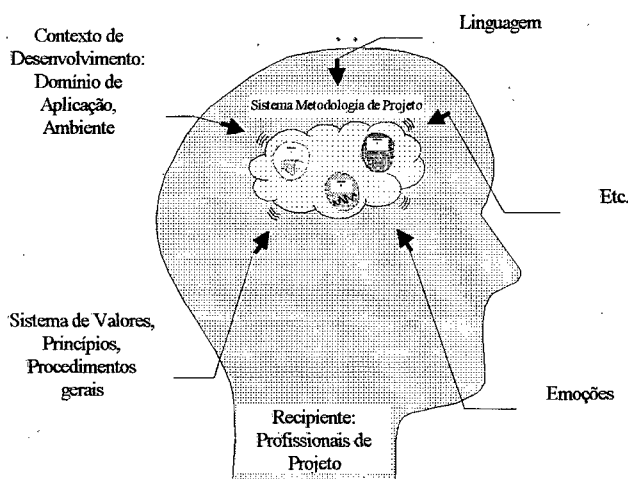 Linguagem
Contexto de
Desenvolvimento:
Domínio de
Aplicação,
Ambiente
Sistema Metodologia de Projeto
Etc.
Sistema de Valores,
Princípios,
Procedimentos
gerais
Emoções
Recipiente:
Profissionais de
Projeto